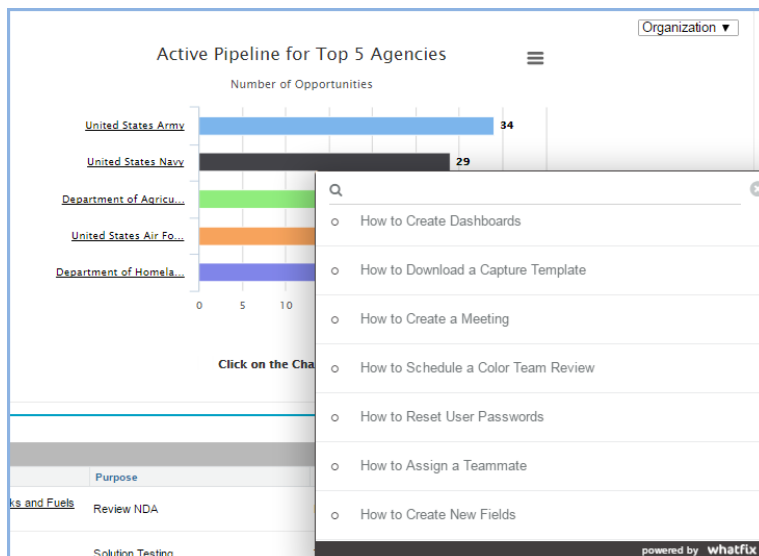 Organization ▼
Active Pipeline for Top 5 Agencies
Number of Opportunities
United States Army
34
United States Navy
29
Department of Agricu...
United States Air Fo...
Department of Homela...
0 5 10
Click on the Cha
How to Create Dashboards
How to Download a Capture Template
How to Create a Meeting
How to Schedule a Color Team Review
How to Reset User Passwords
How to Assign a Teammate
How to Create New Fields
powered by whatfix
Purpose
ks and Fuels
Review NDA
Solution Testing